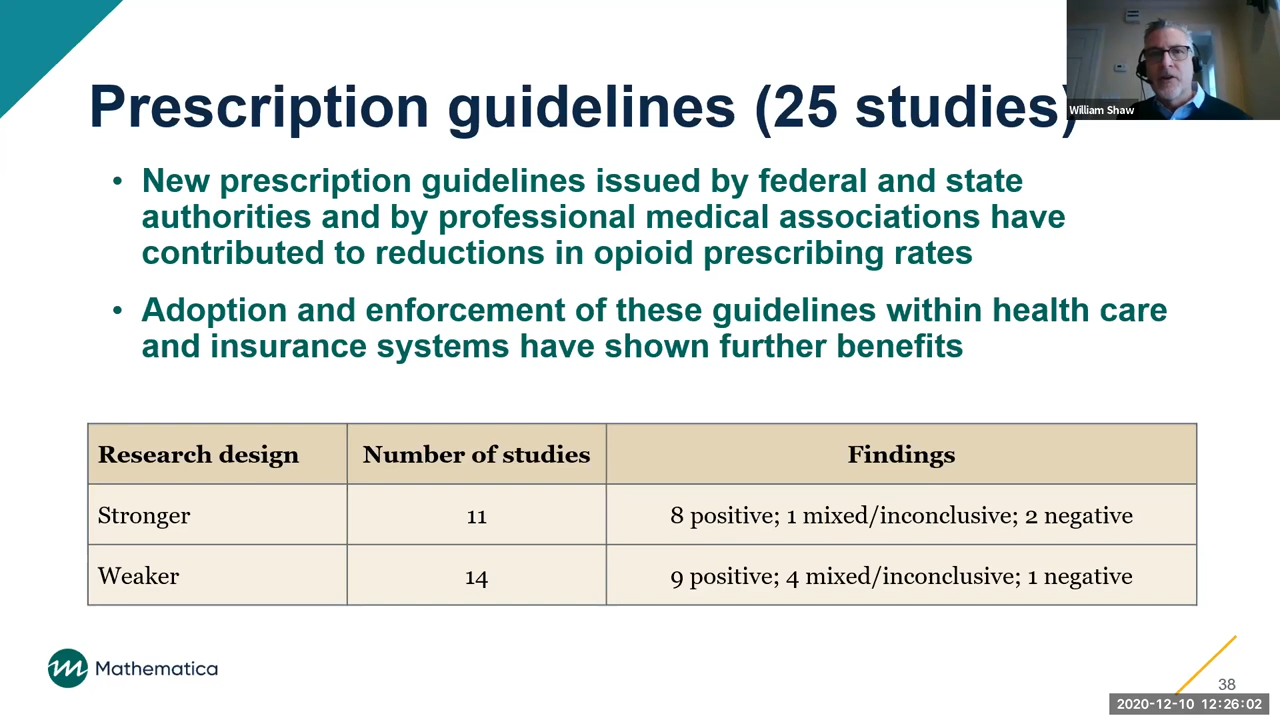 Prescription guidelines (25 studies)
William Shaw
• New prescription guidelines issued by federal and state
authorities and by professional medical associations have
contributed to reductions in opioid prescribing rates
• Adoption and enforcement of these guidelines within health care
and insurance systems have shown further benefits
Research design Number of studies Findings
Stronger 11 8 positive; 1 mixed/inconclusive; 2 negative
Weaker 14 9 positive; 4 mixed/inconclusive; 1 negative
Mathematica
38
2020-12-10 12:26:02